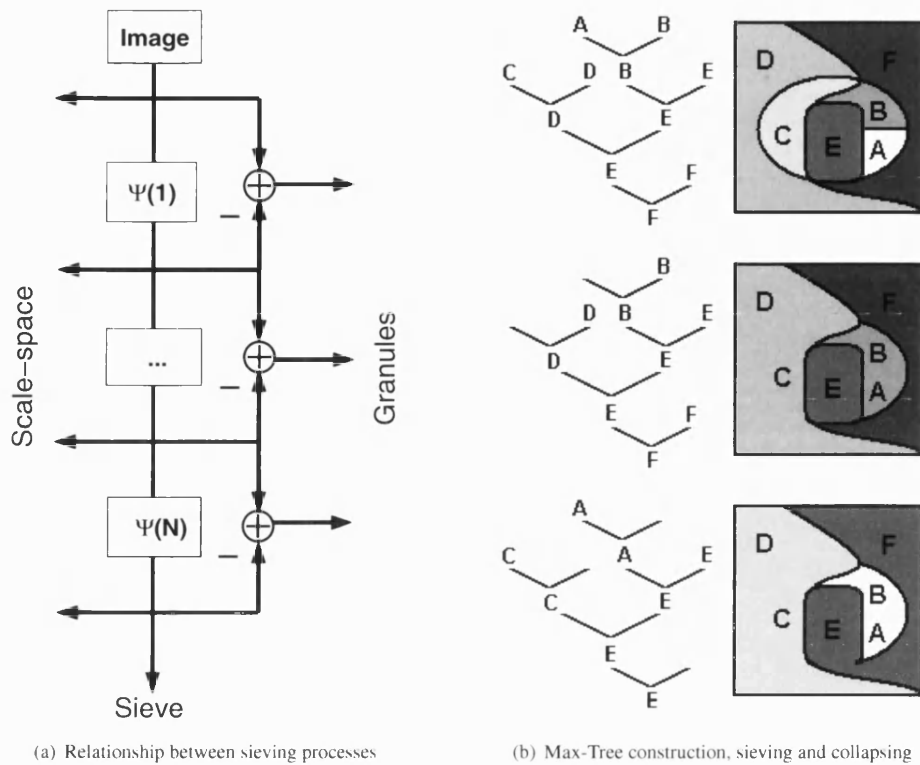 Image
Ψ(1)
...
Ψ(N)
Scale–space
Granules
Sieve
–
–
–
(a) Relationship between sieving processes
A B
C D B E
D E
E F
F
D F
B
C E A
B
D B E
D E
E F
F
D F
B
C E A
A
C A E
C E
E
E
D F
B
C E A
(b) Max-Tree construction, sieving and collapsing